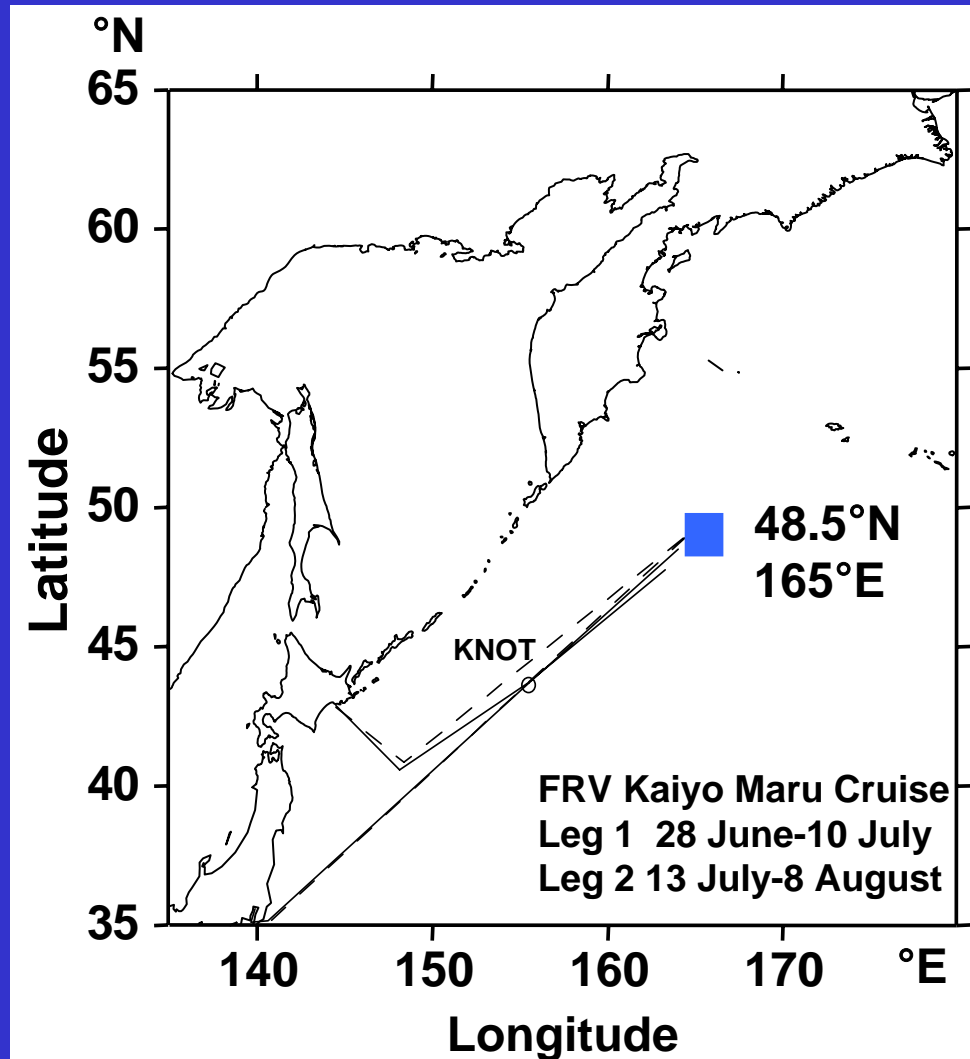 °N
65
60
55
50
45
40
35
Latitude
48.5°N
165°E
KNOT
FRV Kaiyo Maru Cruise
Leg 1  28 June-10 July
Leg 2 13 July-8 August
140
150
160
170
°E
Longitude